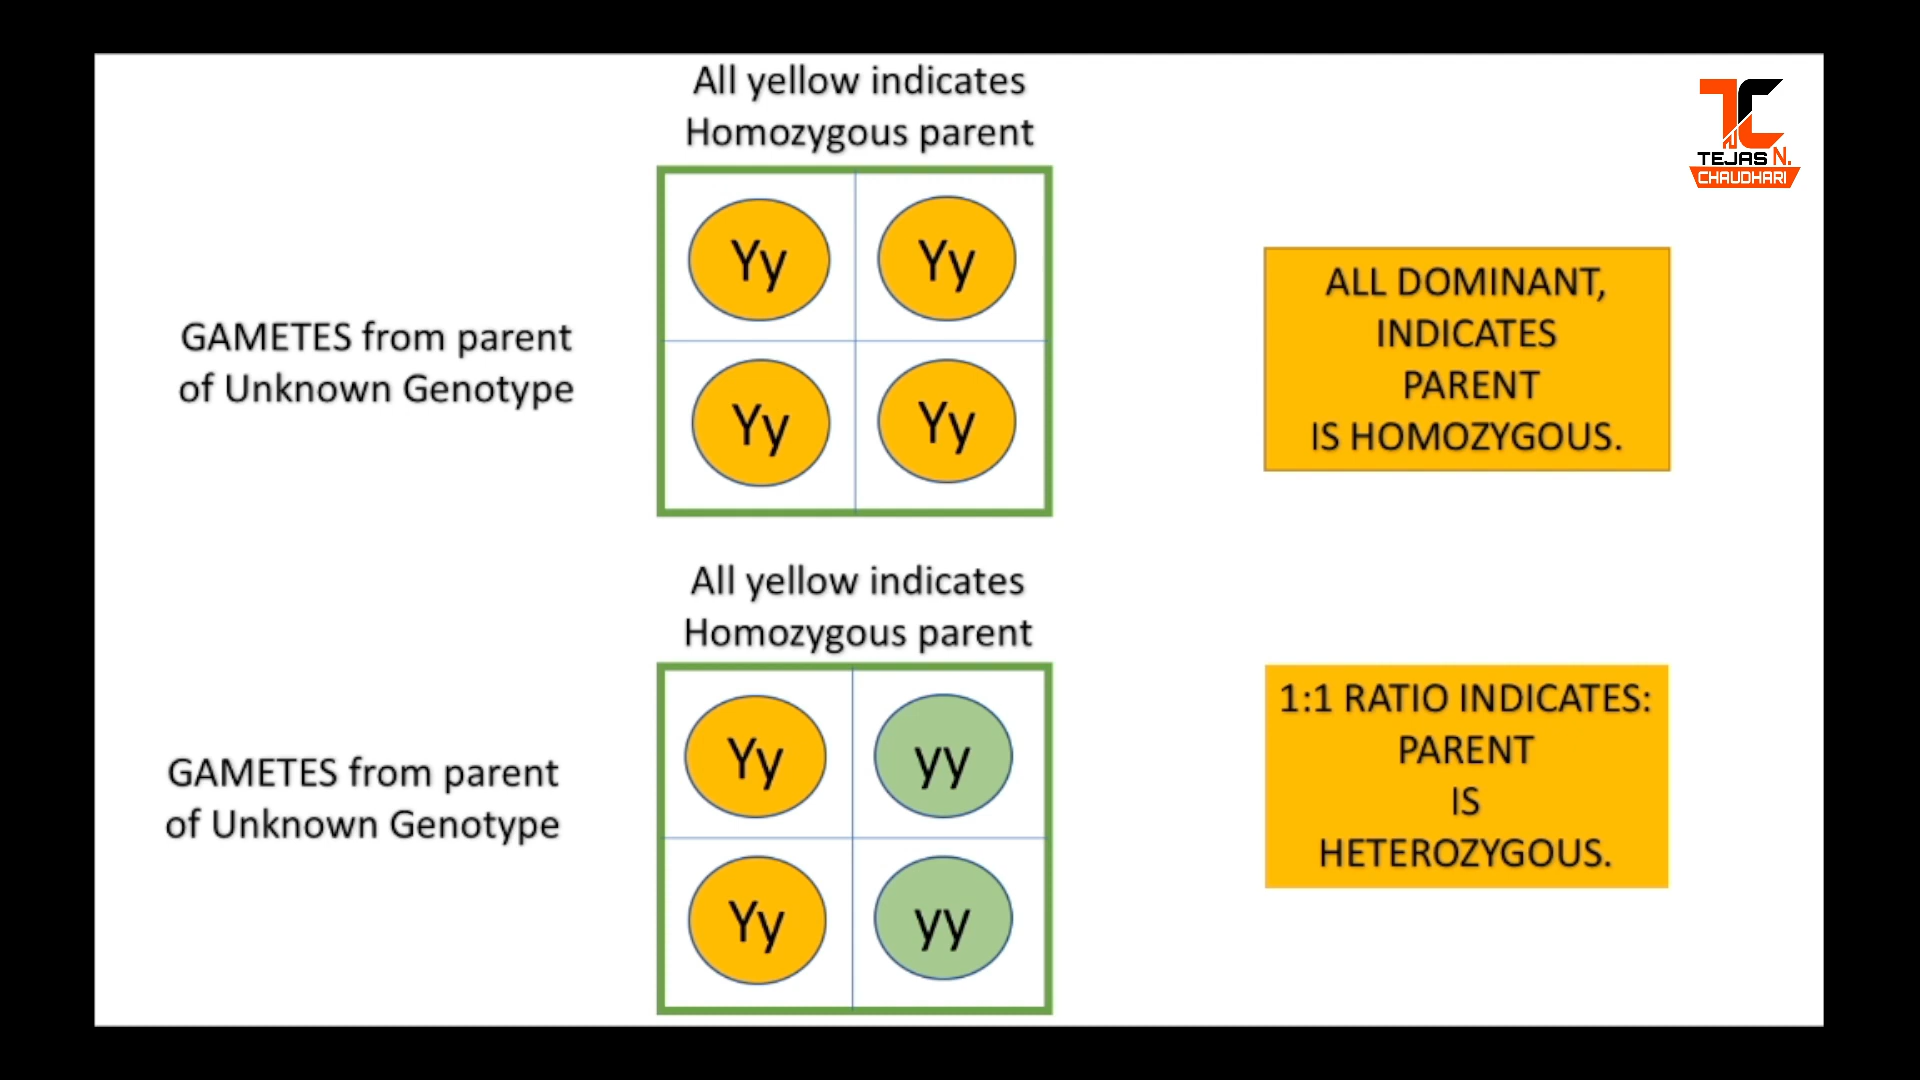 All yellow indicates
Homozygous parent
TC
TEJAS N.
CHAUDHARI
GAMETES from parent
of Unknown Genotype
Yy Yy
Yy Yy
ALL DOMINANT,
INDICATES
PARENT
IS HOMOZYGOUS.
All yellow indicates
Homozygous parent
GAMETES from parent
of Unknown Genotype
Yy yy
Yy yy
1:1 RATIO INDICATES:
PARENT
IS
HETEROZYGOUS.